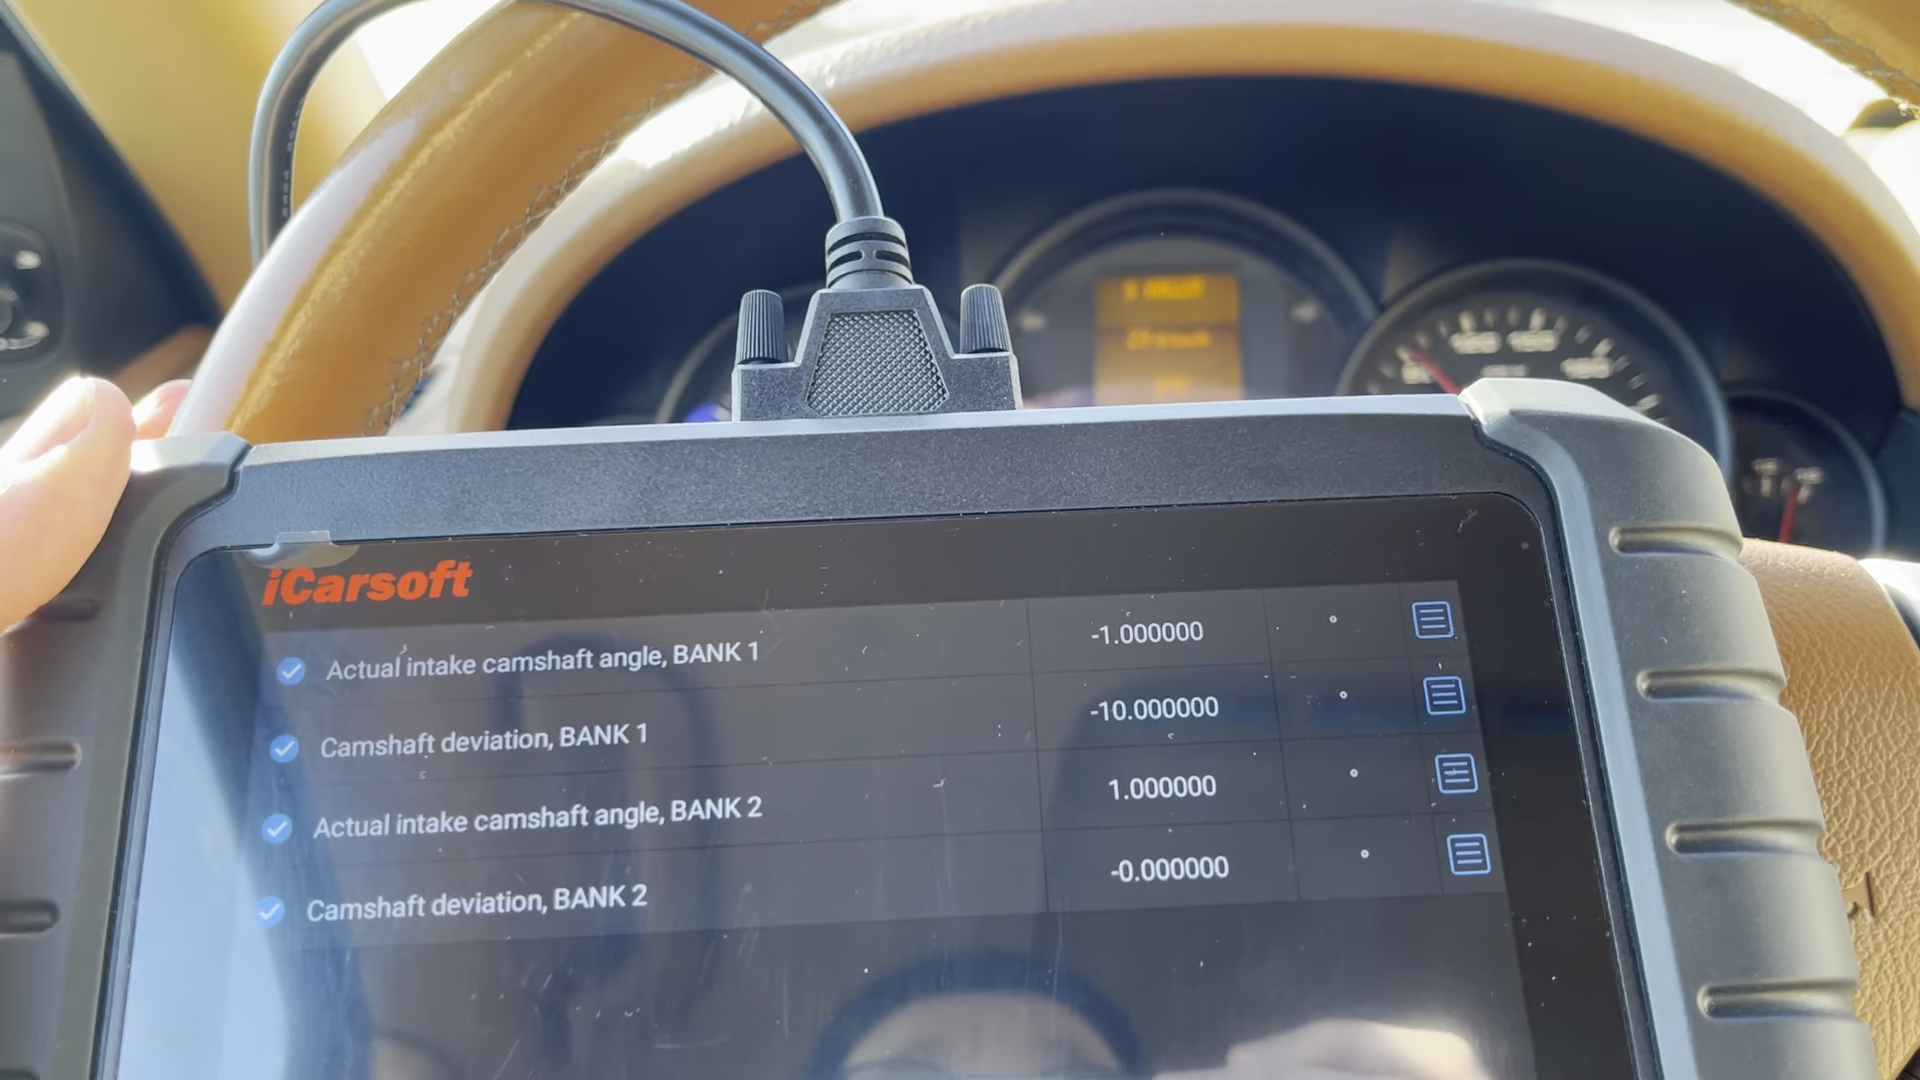 iCarsoft
Actual intake camshaft angle, BANK 1 -1.000000 °
Camshaft deviation, BANK 1 -10.000000 °
Actual intake camshaft angle, BANK 2 1.000000 °
Camshaft deviation, BANK 2 -0.000000 °